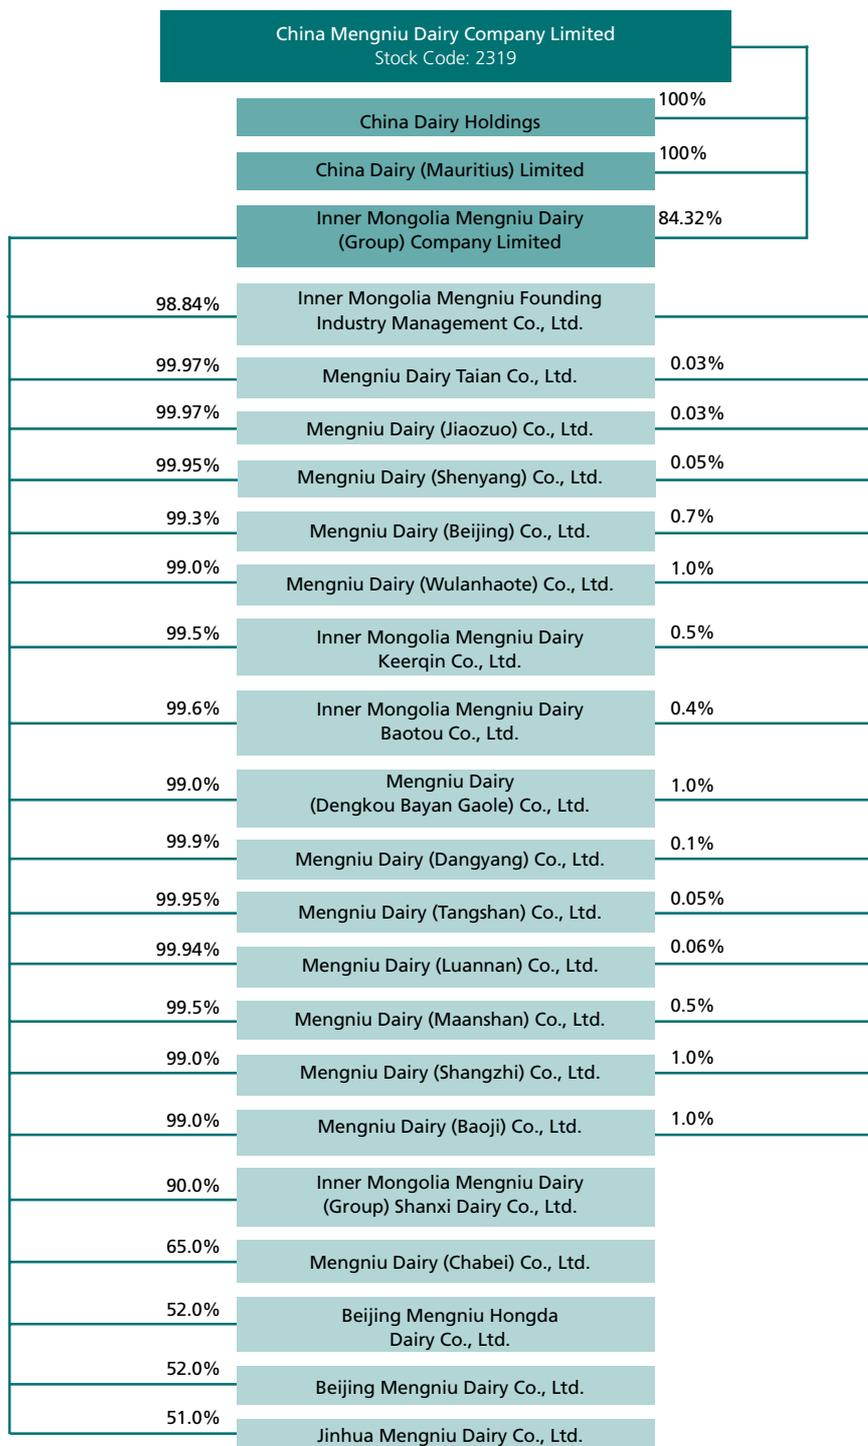 China Mengniu Dairy Company Limited
Stock Code: 2319
100%
China Dairy Holdings
100%
China Dairy (Mauritius) Limited
Inner Mongolia Mengniu Dairy
(Group) Company Limited
84.32%
98.84%
Inner Mongolia Mengniu Founding
Industry Management Co., Ltd.
99.97%
Mengniu Dairy Taian Co., Ltd.
0.03%
99.97%
Mengniu Dairy (Jiaozuo) Co., Ltd.
0.03%
99.95%
Mengniu Dairy (Shenyang) Co., Ltd.
0.05%
99.3%
Mengniu Dairy (Beijing) Co., Ltd.
0.7%
99.0%
Mengniu Dairy (Wulanhaote) Co., Ltd.
1.0%
99.5%
Inner Mongolia Mengniu Dairy
Keerqin Co., Ltd.
0.5%
99.6%
Inner Mongolia Mengniu Dairy
Baotou Co., Ltd.
0.4%
99.0%
Mengniu Dairy
(Dengkou Bayan Gaole) Co., Ltd.
1.0%
99.9%
Mengniu Dairy (Dangyang) Co., Ltd.
0.1%
99.95%
Mengniu Dairy (Tangshan) Co., Ltd.
0.05%
99.94%
Mengniu Dairy (Luannan) Co., Ltd.
0.06%
99.5%
Mengniu Dairy (Maanshan) Co., Ltd.
0.5%
99.0%
Mengniu Dairy (Shangzhi) Co., Ltd.
1.0%
99.0%
Mengniu Dairy (Baoji) Co., Ltd.
1.0%
90.0%
Inner Mongolia Mengniu Dairy
(Group) Shanxi Dairy Co., Ltd.
65.0%
Mengniu Dairy (Chabei) Co., Ltd.
52.0%
Beijing Mengniu Hongda
Dairy Co., Ltd.
52.0%
Beijing Mengniu Dairy Co., Ltd.
51.0%
Jinhua Mengniu Dairy Co., Ltd.